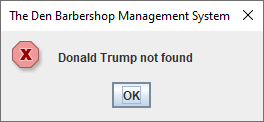 The Den Barbershop Management System
Donald Trump not found
OK